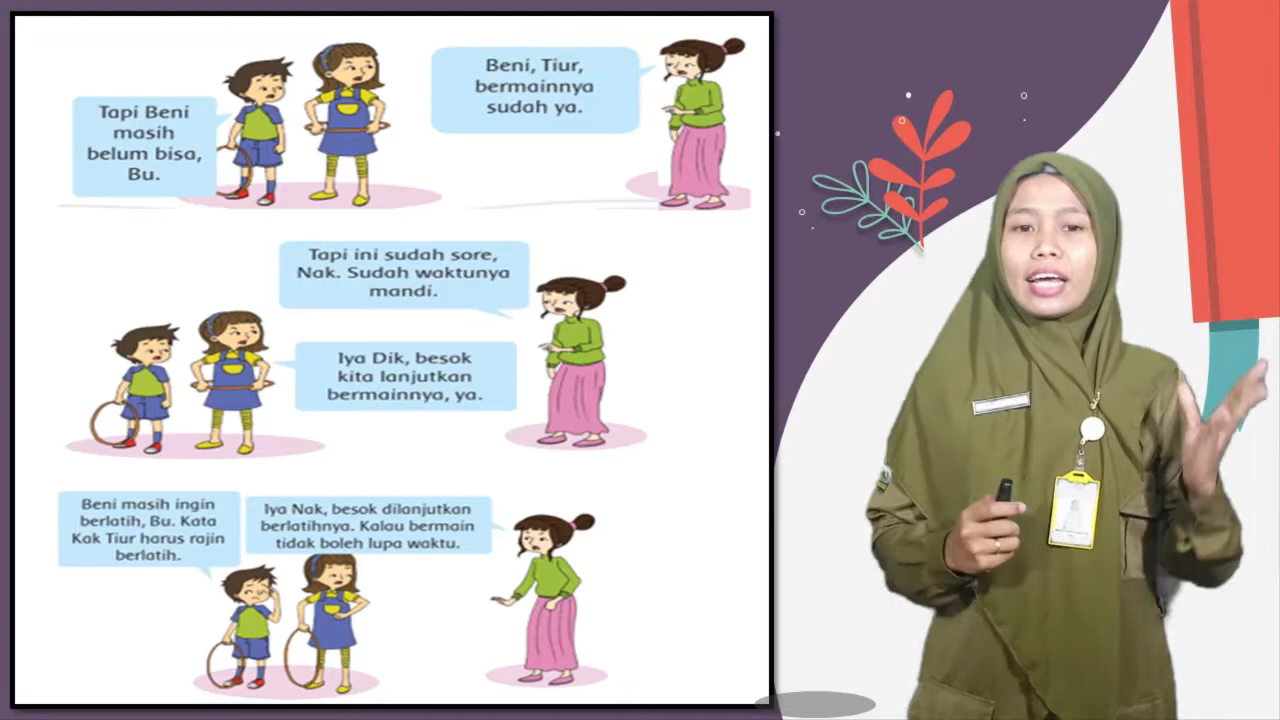 Beni, Tiur,
bermainnya
sudah ya.
Tapi Beni
masih
belum bisa,
Bu.
Tapi ini sudah sore,
Nak. Sudah waktunya
mandi.
Iya Dik, besok
kita lanjutkan
bermainnya, ya.
Beni masih ingin
berlatih, Bu. Kata
Kak Tiur harus rajin
berlatih.
Iya Nak, besok dilanjutkan
berlatihnya. Kalau bermain
tidak boleh lupa waktu.